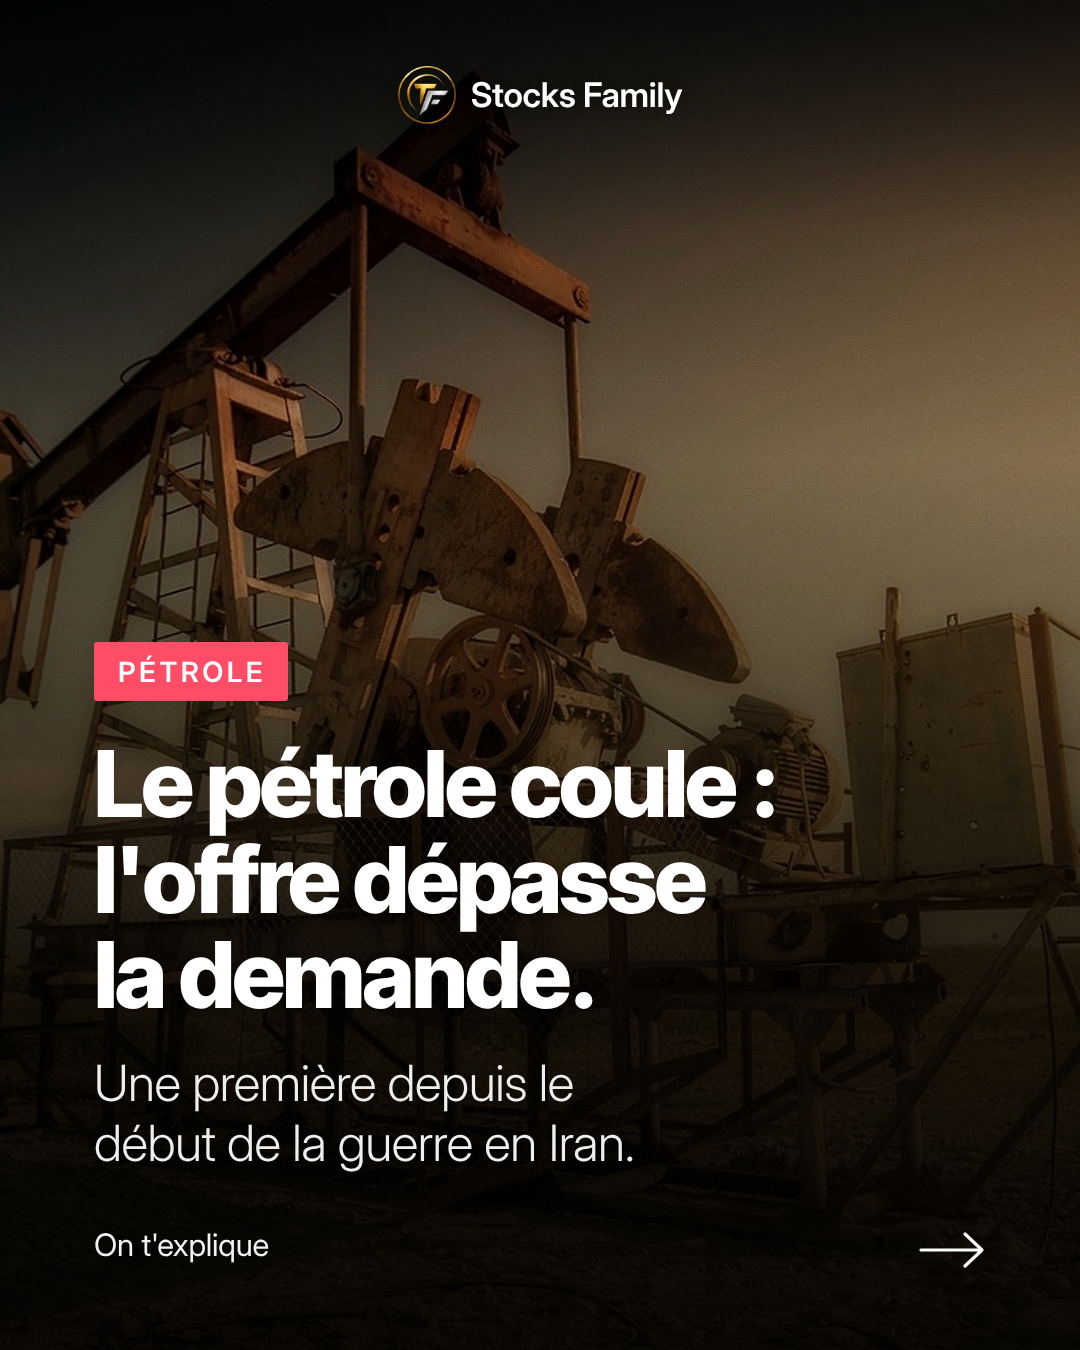 Stocks Family
PÉTROLE
Le pétrole coule :
l'offre dépasse
la demande.
Une première depuis le
début de la guerre en Iran.
On t'explique